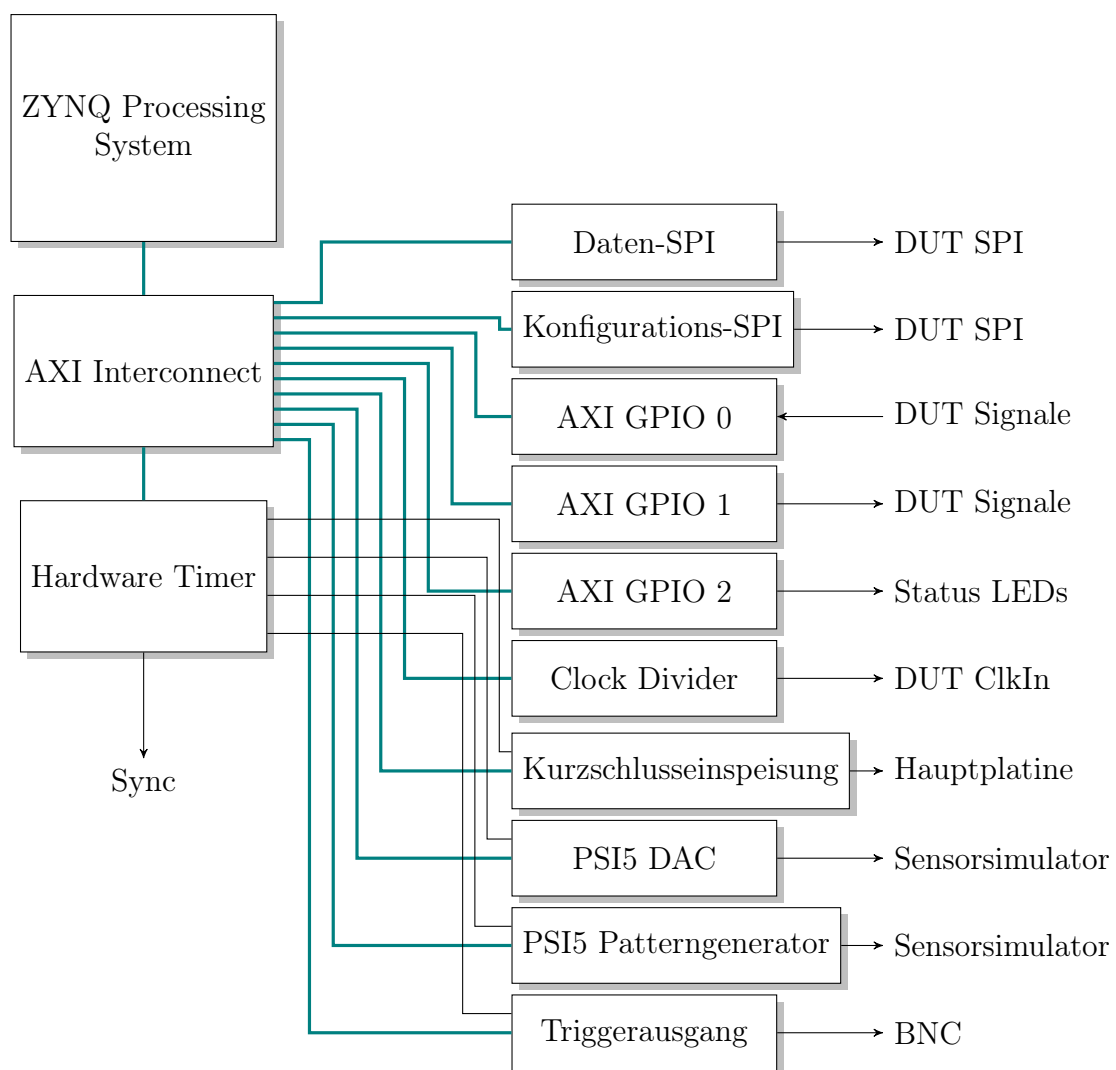 ZYNQ Processing
System
Daten-SPI
DUT SPI
AXI Interconnect
Konfigurations-SPI
DUT SPI
AXI GPIO 0
DUT Signale
Hardware Timer
AXI GPIO 1
DUT Signale
AXI GPIO 2
Status LEDs
Clock Divider
DUT ClkIn
Sync
Kurzschlusseinspeisung
Hauptplatine
PSI5 DAC
Sensorsimulator
PSI5 Patterngenerator
Sensorsimulator
Triggerausgang
BNC